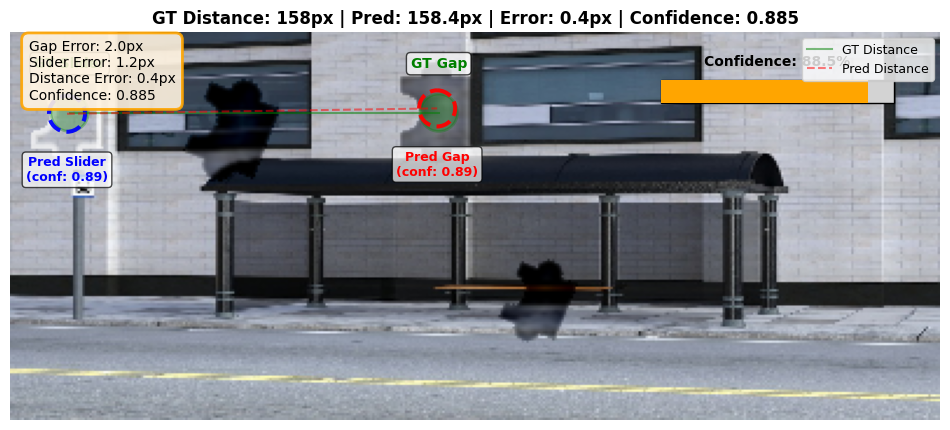 GT Distance: 158px | Pred: 158.4px | Error: 0.4px | Confidence: 0.885
Gap Error: 2.0px
Slider Error: 1.2px
Distance Error: 0.4px
Confidence: 0.885
GT Gap
Confidence: 88.5%
GT Distance
Pred Distance
Pred Slider
(conf: 0.89)
Pred Gap
(conf: 0.89)